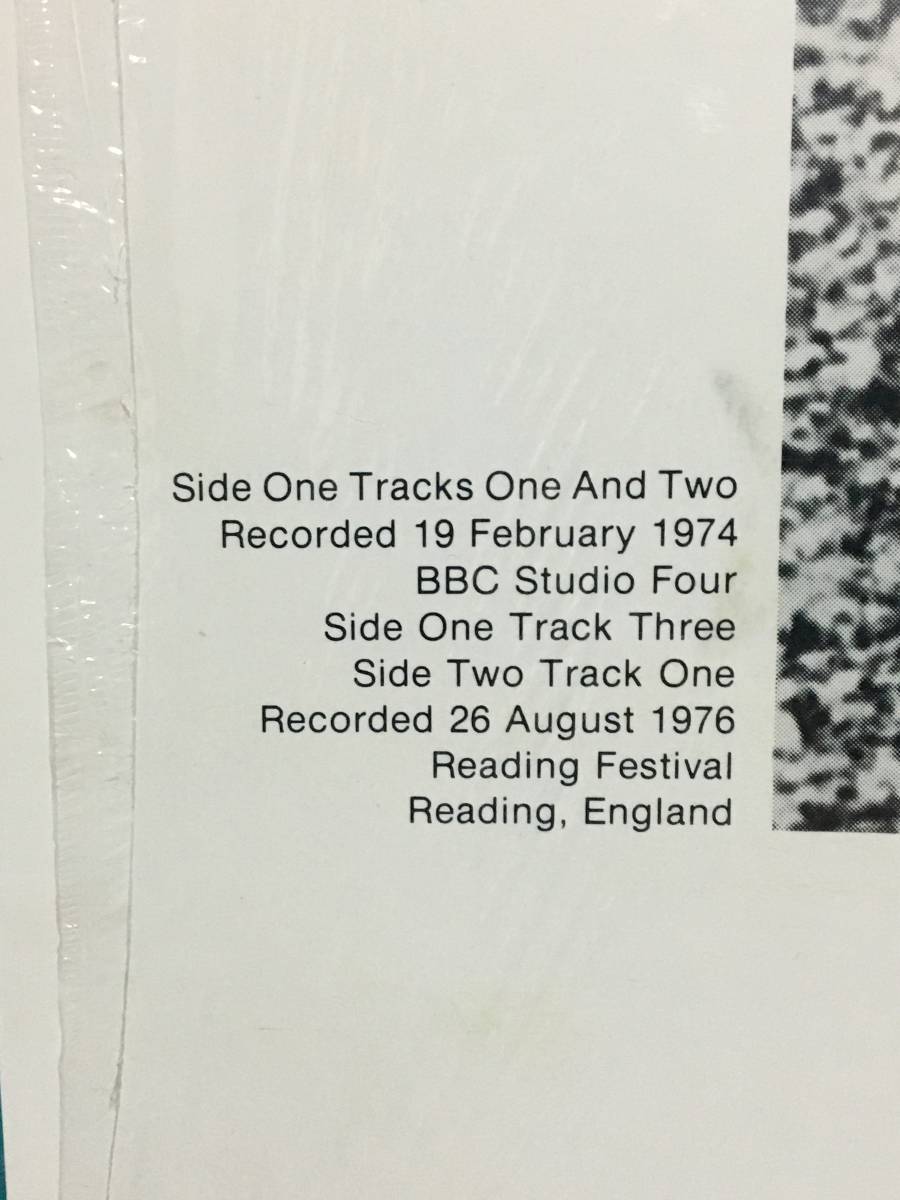 Side One Tracks One And Two
Recorded 19 February 1974
BBC Studio Four
Side One Track Three
Side Two Track One
Recorded 26 August 1976
Reading Festival
Reading, England